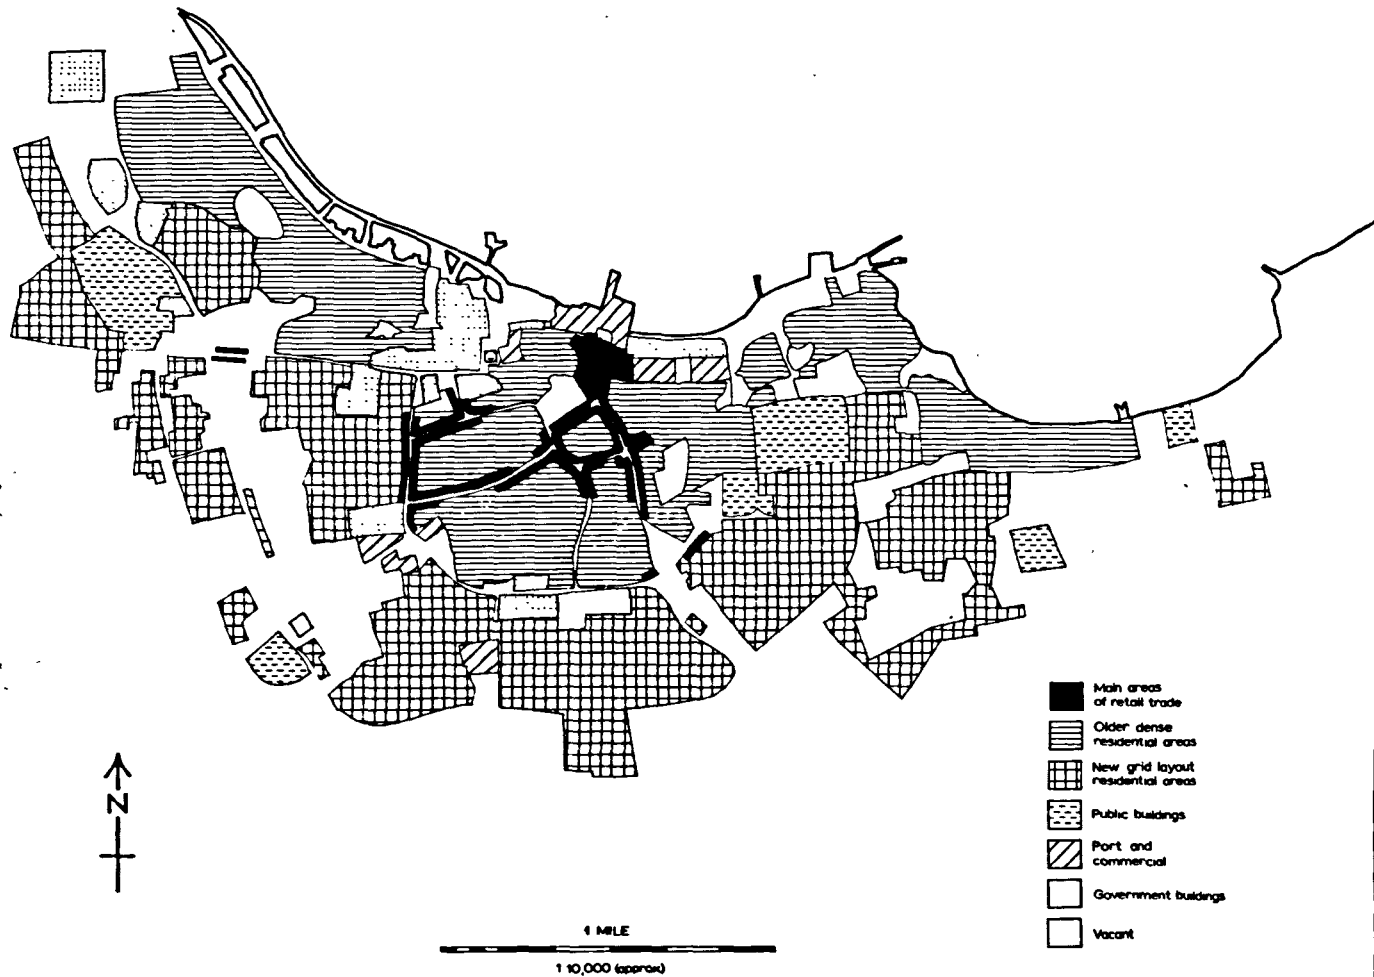 Main areas
of retail trade
Older dense
residential areas
New grid layout
residential areas
Public buildings
Port and
commercial
Government buildings
Vacant
N
1 MILE
1 10,000 (approx)